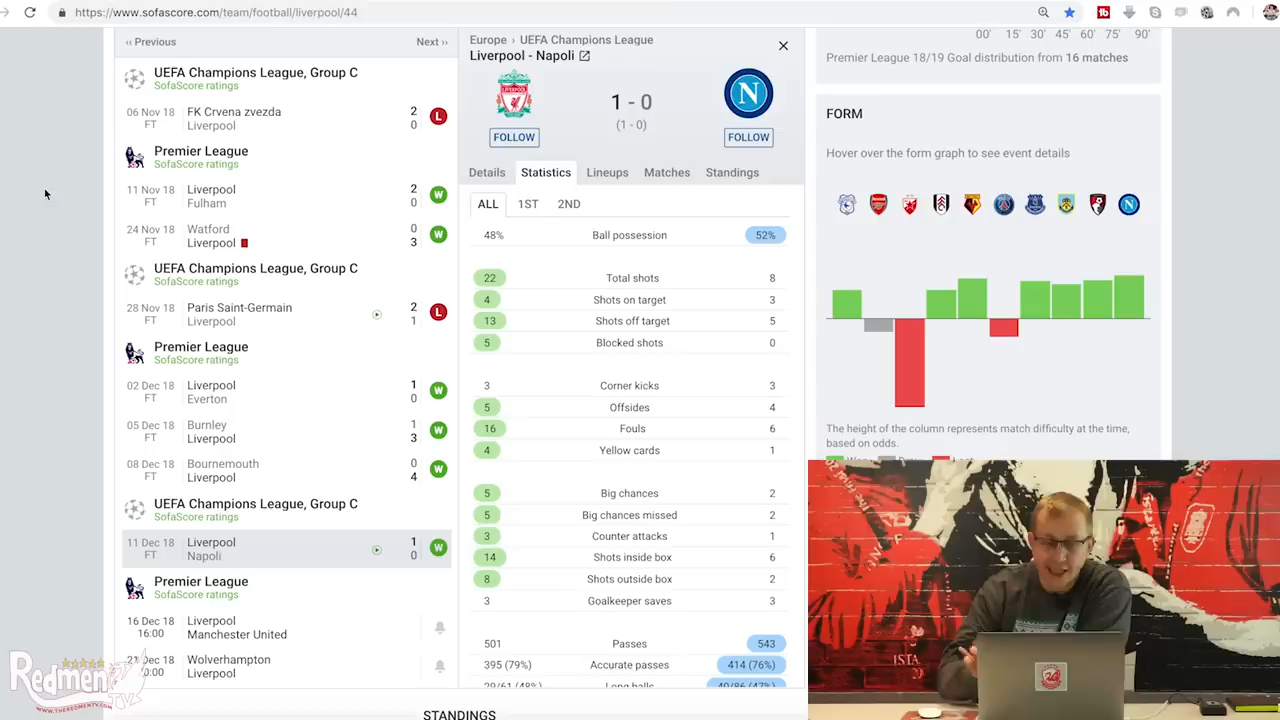 https://www.sofascore.com/team/football/liverpool/44
‹‹ Previous
Next ››
UEFA Champions League, Group C
SofaScore ratings
06 Nov 18 FK Crvena zvezda 2 L
FT Liverpool 0
Premier League
SofaScore ratings
11 Nov 18 Liverpool 2 W
FT Fulham 0
24 Nov 18 Watford 0 W
FT Liverpool 3
UEFA Champions League, Group C
SofaScore ratings
28 Nov 18 Paris Saint-Germain 2 L
FT Liverpool 1
Premier League
SofaScore ratings
02 Dec 18 Liverpool 1 W
FT Everton 0
05 Dec 18 Burnley 1 W
FT Liverpool 3
08 Dec 18 Bournemouth 0 W
FT Liverpool 4
UEFA Champions League, Group C
SofaScore ratings
11 Dec 18 Liverpool 1 W
FT Napoli 0
Premier League
SofaScore ratings
16 Dec 18 Liverpool
16:00 Manchester United
Dec 18 Wolverhampton
Liverpool
Europe › UEFA Champions League
Liverpool - Napoli
1 - 0
(1 - 0)
FOLLOW
FOLLOW
Details Statistics Lineups Matches Standings
ALL 1ST 2ND
48% Ball possession 52%
22 Total shots 8
4 Shots on target 3
13 Shots off target 5
5 Blocked shots 0
3 Corner kicks 3
5 Offsides 4
16 Fouls 6
4 Yellow cards 1
5 Big chances 2
5 Big chances missed 2
3 Counter attacks 1
14 Shots inside box 6
8 Shots outside box 2
3 Goalkeeper saves 3
501 Passes 543
395 (79%) Accurate passes 414 (76%)
29/61 (48%) Long balls 40/86 (47%)
STANDINGS
00' 15' 30' 45' 60' 75' 90'
Premier League 18/19 Goal distribution from 16 matches
FORM
Hover over the form graph to see event details
The height of the column represents match difficulty at the time,
based on odds.
Redmen TV
WWW.THEREDMENTV.COM